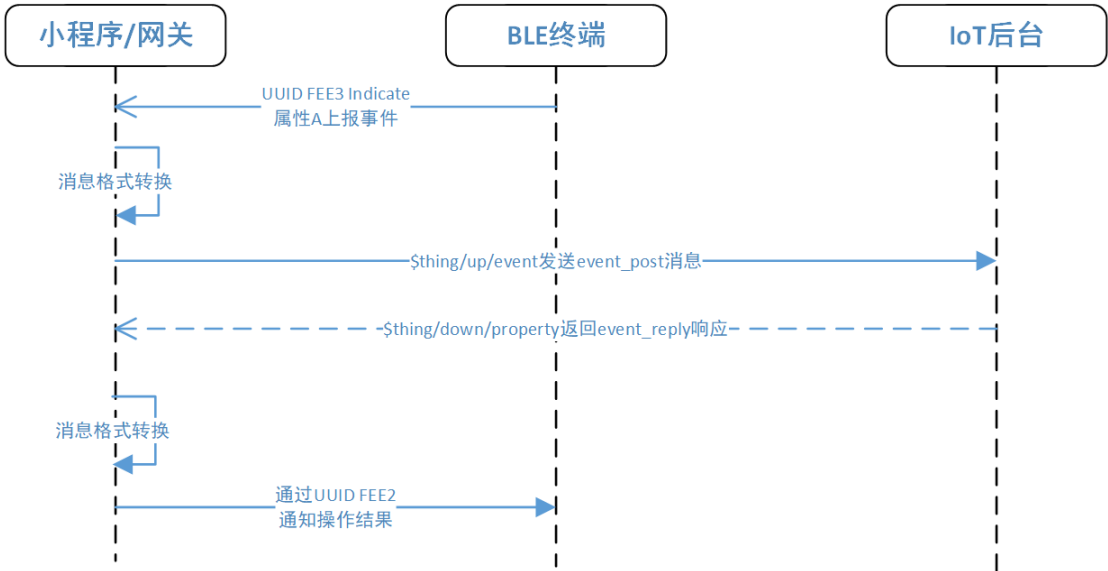 小程序/网关
BLE终端
IoT后台
UUID FEE3 Indicate
属性A上报事件
消息格式转换
$thing/up/event发送event_post消息
$thing/down/property返回event_reply响应
消息格式转换
通过UUID FEE2
通知操作结果